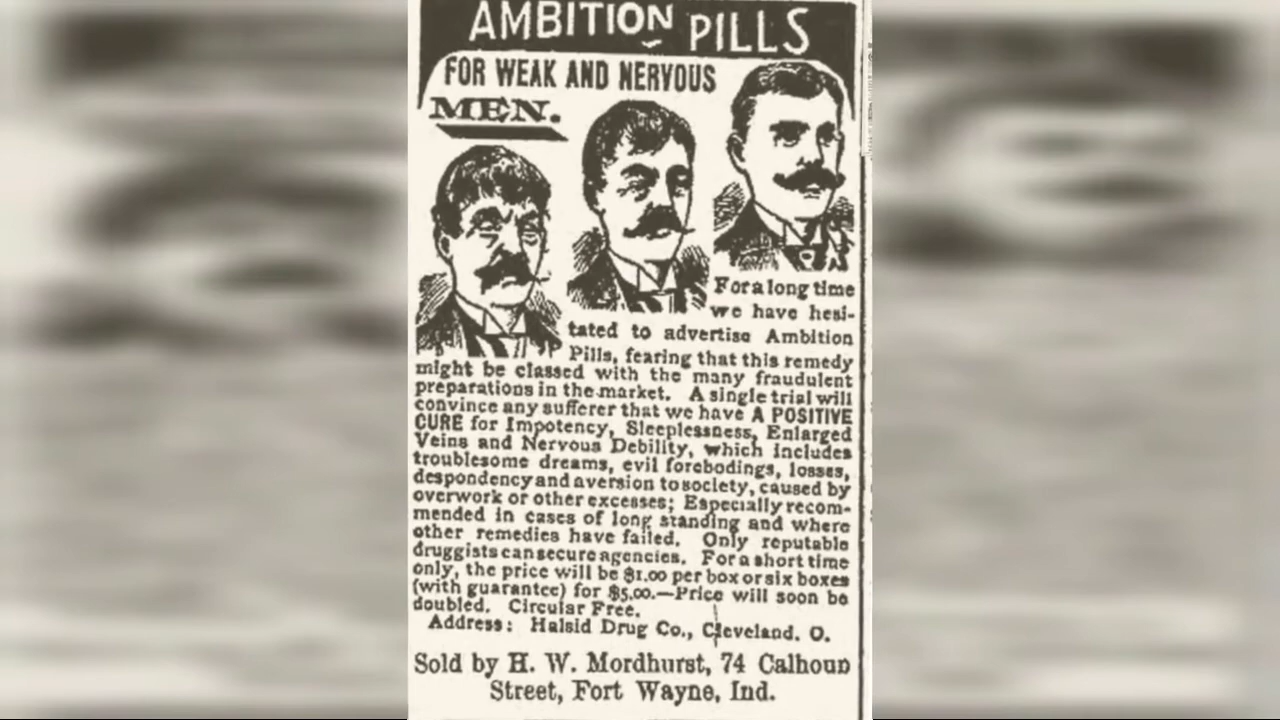 AMBITION PILLS
FOR WEAK AND NERVOUS
MEN.
For a long time
we have hesi-
tated to advertise Ambition
Pills, fearing that this remedy
might be classed with the many fraudulent
preparations in the market. A single trial will
convince any sufferer that we have A POSITIVE
CURE for Impotency, Sleeplessness, Enlarged
Veins and Nervous Debility, which includes
troublesome dreams, evil forebodings, losses,
despondency and aversion to society, caused by
overwork or other excesses; Especially recom-
mended in cases of long standing and where
other remedies have failed. Only reputable
druggists can secure agencies. For a short time
only, the price will be $1.00 per box or six boxes
(with guarantee) for $5.00.—Price will soon be
doubled. Circular Free.
Address: Halsid Drug Co., Cleveland. O.
Sold by H. W. Mordhurst, 74 Calhoun
Street, Fort Wayne, Ind.